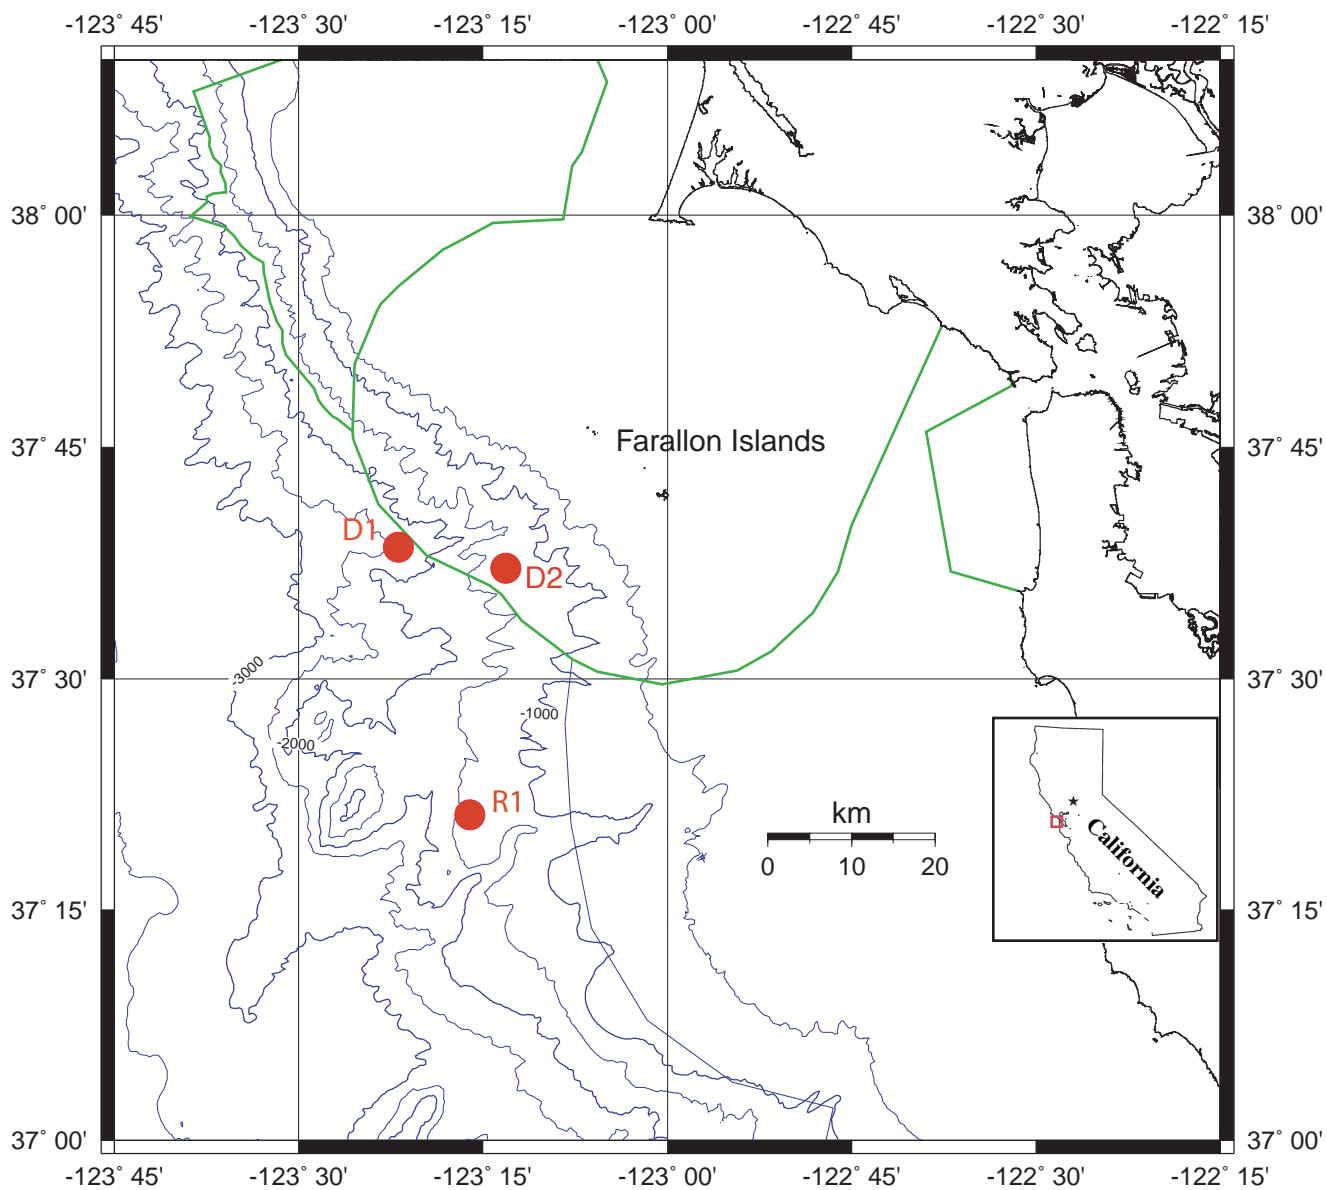 -123° 45' -123° 30' -123° 15' -123° 00' -122° 45' -122° 30' -122° 15'
38° 00' 38° 00'
37° 45' 37° 45'
Farallon Islands
D1
D2
37° 30' 37° 30'
-3000
-1000
-2000
R1
km
0 10 20
California
37° 15' 37° 15'
37° 00' 37° 00'
-123° 45' -123° 30' -123° 15' -123° 00' -122° 45' -122° 30' -122° 15'